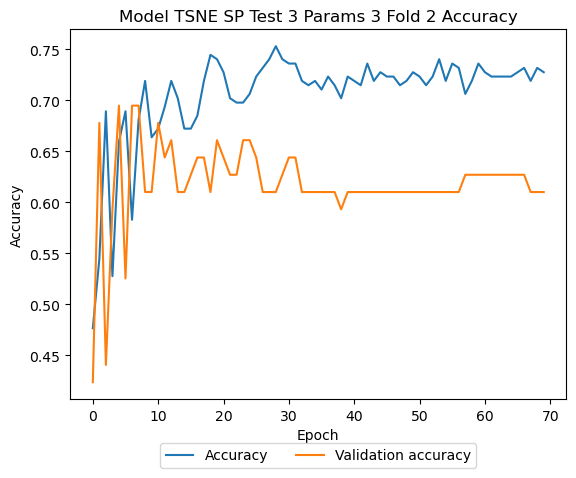 Model TSNE SP Test 3 Params 3 Fold 2 Accuracy
0.75
0.70
0.65
0.60
0.55
0.50
0.45
Accuracy
0 10 20 30 40 50 60 70
Epoch
Accuracy Validation accuracy